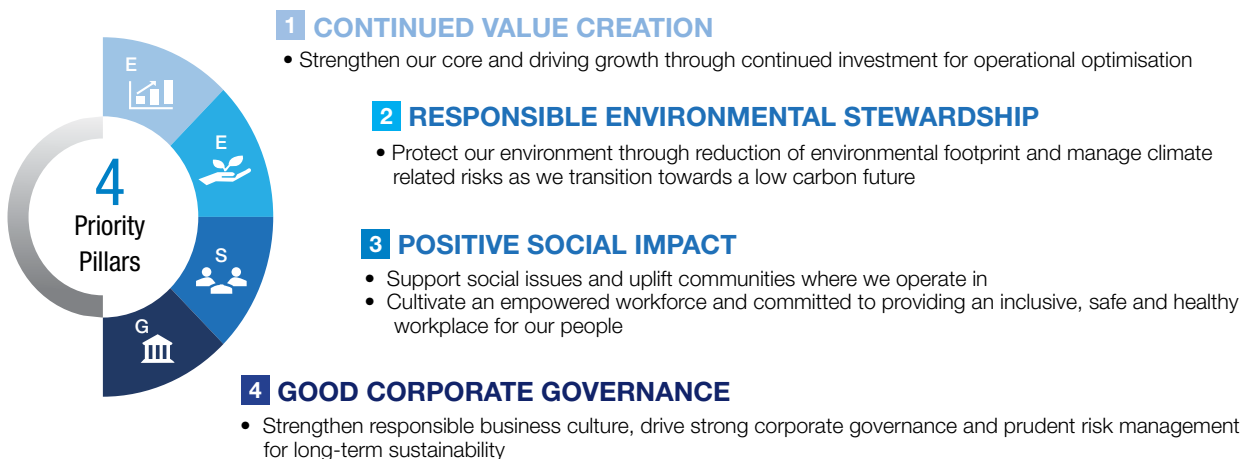 1 CONTINUED VALUE CREATION
• Strengthen our core and driving growth through continued investment for operational optimisation
E
2 RESPONSIBLE ENVIRONMENTAL STEWARDSHIP
• Protect our environment through reduction of environmental footprint and manage climate
related risks as we transition towards a low carbon future
E
4
Priority
Pillars
3 POSITIVE SOCIAL IMPACT
• Support social issues and uplift communities where we operate in
• Cultivate an empowered workforce and committed to providing an inclusive, safe and healthy
workplace for our people
S
G
4 GOOD CORPORATE GOVERNANCE
• Strengthen responsible business culture, drive strong corporate governance and prudent risk management
for long-term sustainability